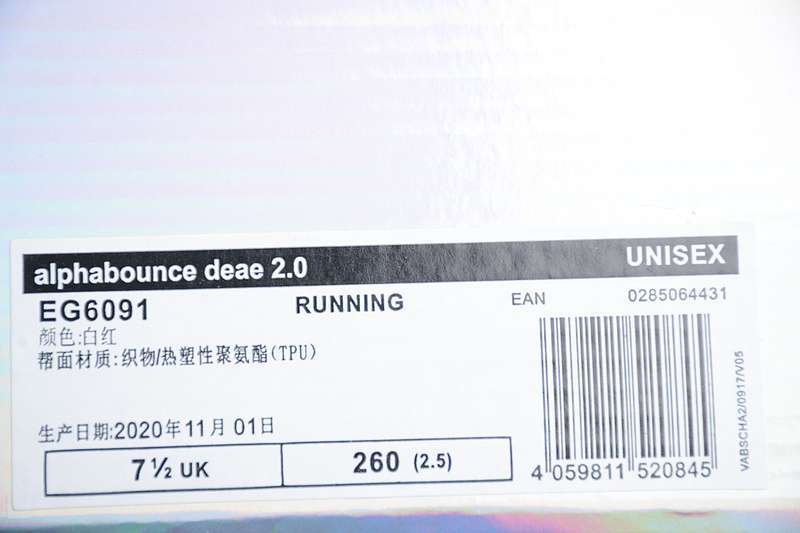 alphabounce deae 2.0 UNISEX
EG6091 RUNNING EAN 0285064431
颜色:白红
帮面材质:织物/热塑性聚氨酯(TPU)
生产日期:2020年11月 01日
7 ½ UK 260 (2.5)
4 059811 520845
VABSCHA2/0917/V05